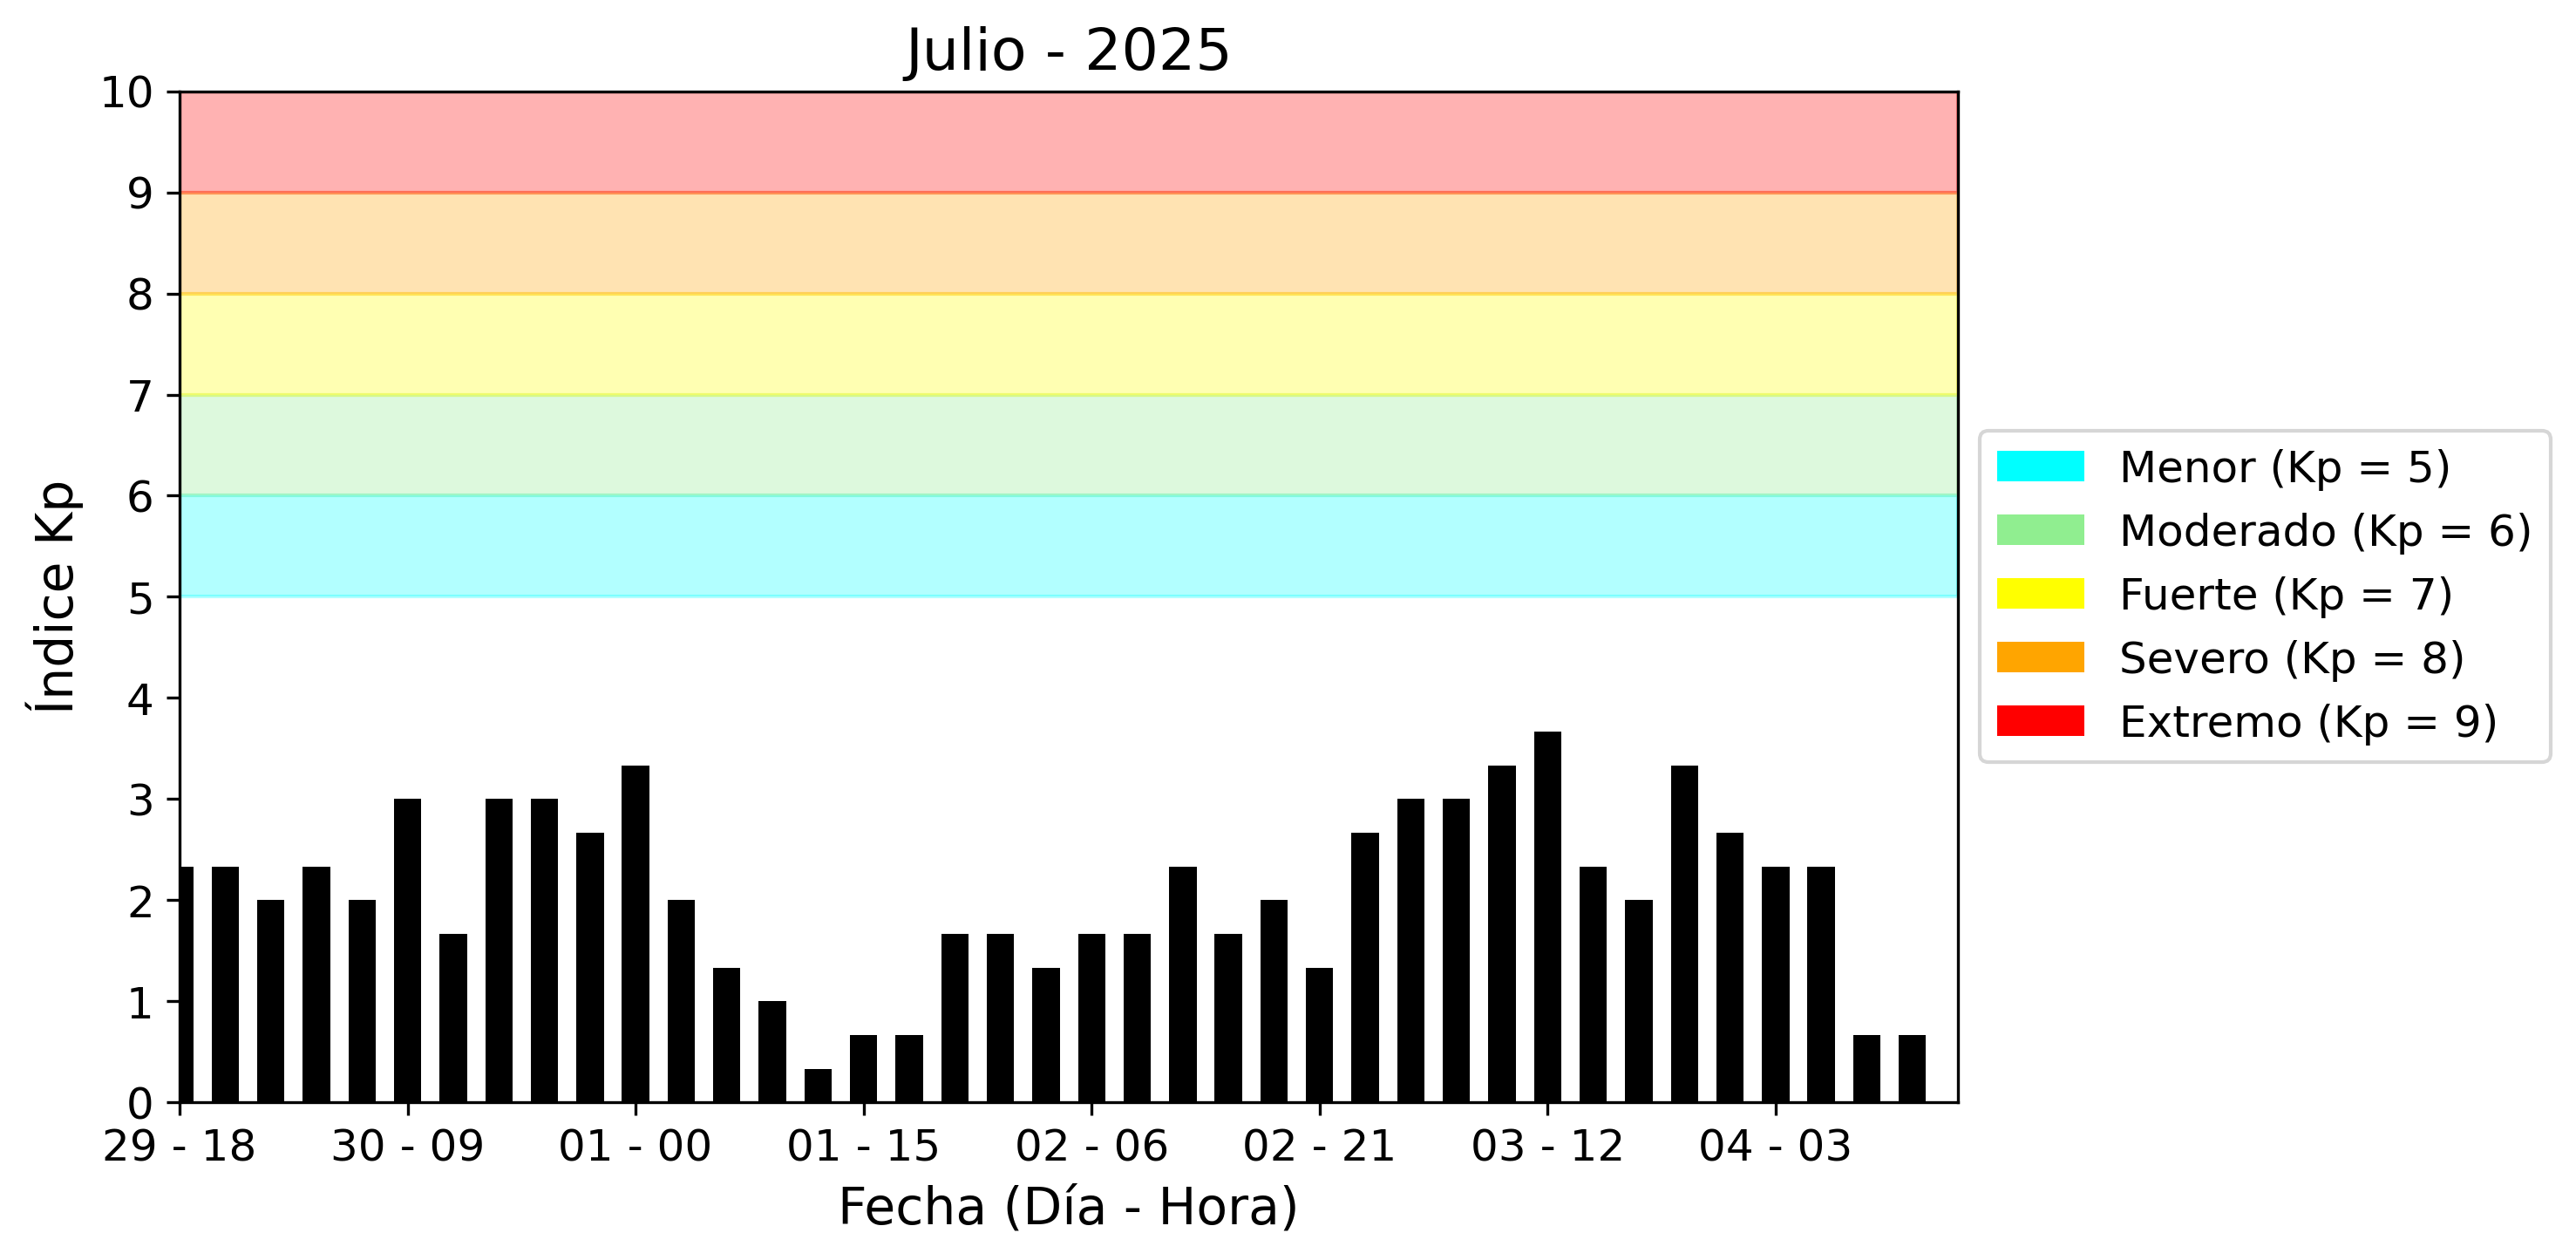 Julio - 2025
10
9
8
7
6
5
4
3
2
1
0
Índice Kp
29 - 18
30 - 09
01 - 00
01 - 15
02 - 06
02 - 21
03 - 12
04 - 03
Fecha (Día - Hora)
Menor (Kp = 5)
Moderado (Kp = 6)
Fuerte (Kp = 7)
Severo (Kp = 8)
Extremo (Kp = 9)